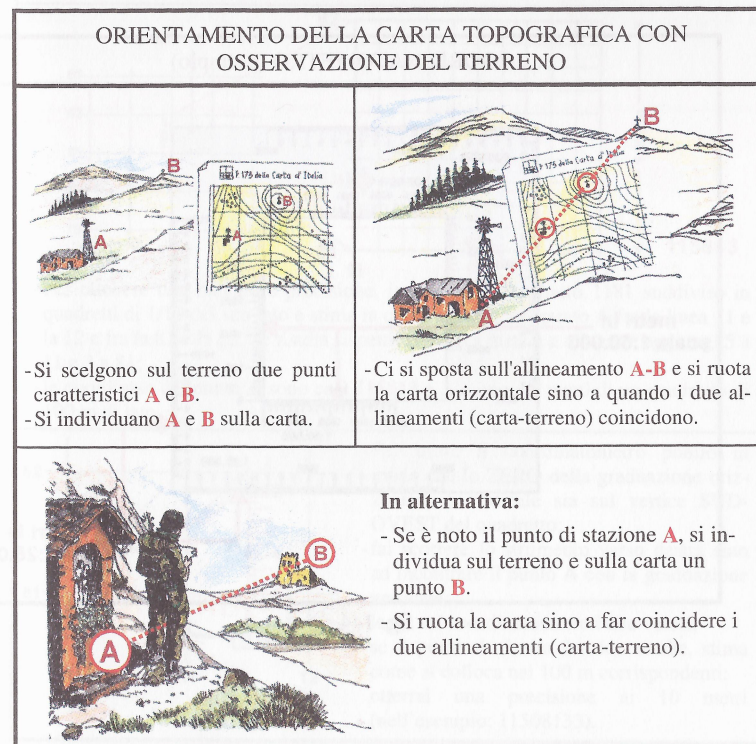 ORIENTAMENTO DELLA CARTA TOPOGRAFICA CON
OSSERVAZIONE DEL TERRENO
B
F 175 della Carta d'Italia
B
A
A
B
F 175 della Carta d'Italia
A
- Si scelgono sul terreno due punti
caratteristici A e B.
- Si individuano A e B sulla carta.
- Ci si sposta sull'allineamento A-B e si ruota
la carta orizzontale sino a quando i due al-
lineamenti (carta-terreno) coincidono.
B
A
In alternativa:
- Se è noto il punto di stazione A, si in-
dividua sul terreno e sulla carta un
punto B.
- Si ruota la carta sino a far coincidere i
due allineamenti (carta-terreno).